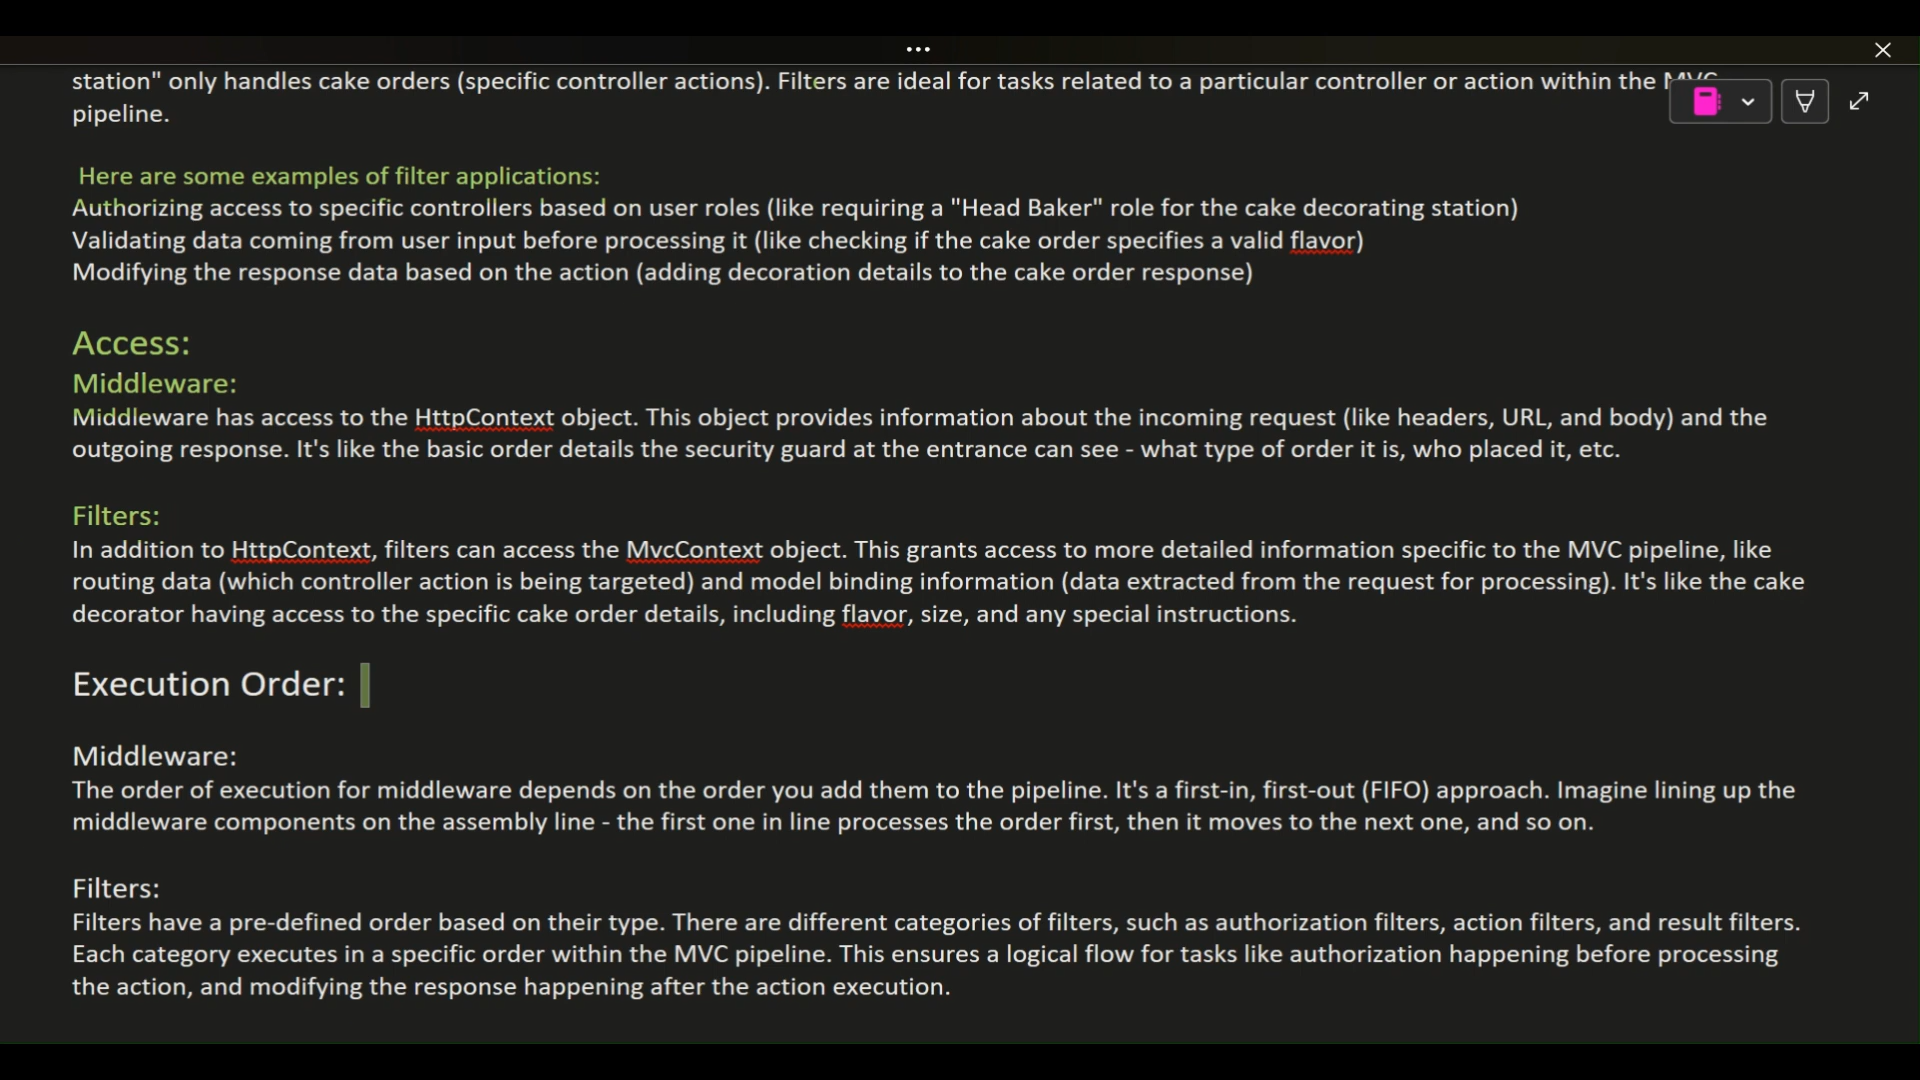 station" only handles cake orders (specific controller actions). Filters are ideal for tasks related to a particular controller or action within the MVC
pipeline.
Here are some examples of filter applications:
Authorizing access to specific controllers based on user roles (like requiring a "Head Baker" role for the cake decorating station)
Validating data coming from user input before processing it (like checking if the cake order specifies a valid flavor)
Modifying the response data based on the action (adding decoration details to the cake order response)
Access:
Middleware:
Middleware has access to the HttpContext object. This object provides information about the incoming request (like headers, URL, and body) and the
outgoing response. It's like the basic order details the security guard at the entrance can see - what type of order it is, who placed it, etc.
Filters:
In addition to HttpContext, filters can access the MvcContext object. This grants access to more detailed information specific to the MVC pipeline, like
routing data (which controller action is being targeted) and model binding information (data extracted from the request for processing). It's like the cake
decorator having access to the specific cake order details, including flavor, size, and any special instructions.
Execution Order:
Middleware:
The order of execution for middleware depends on the order you add them to the pipeline. It's a first-in, first-out (FIFO) approach. Imagine lining up the
middleware components on the assembly line - the first one in line processes the order first, then it moves to the next one, and so on.
Filters:
Filters have a pre-defined order based on their type. There are different categories of filters, such as authorization filters, action filters, and result filters.
Each category executes in a specific order within the MVC pipeline. This ensures a logical flow for tasks like authorization happening before processing
the action, and modifying the response happening after the action execution.